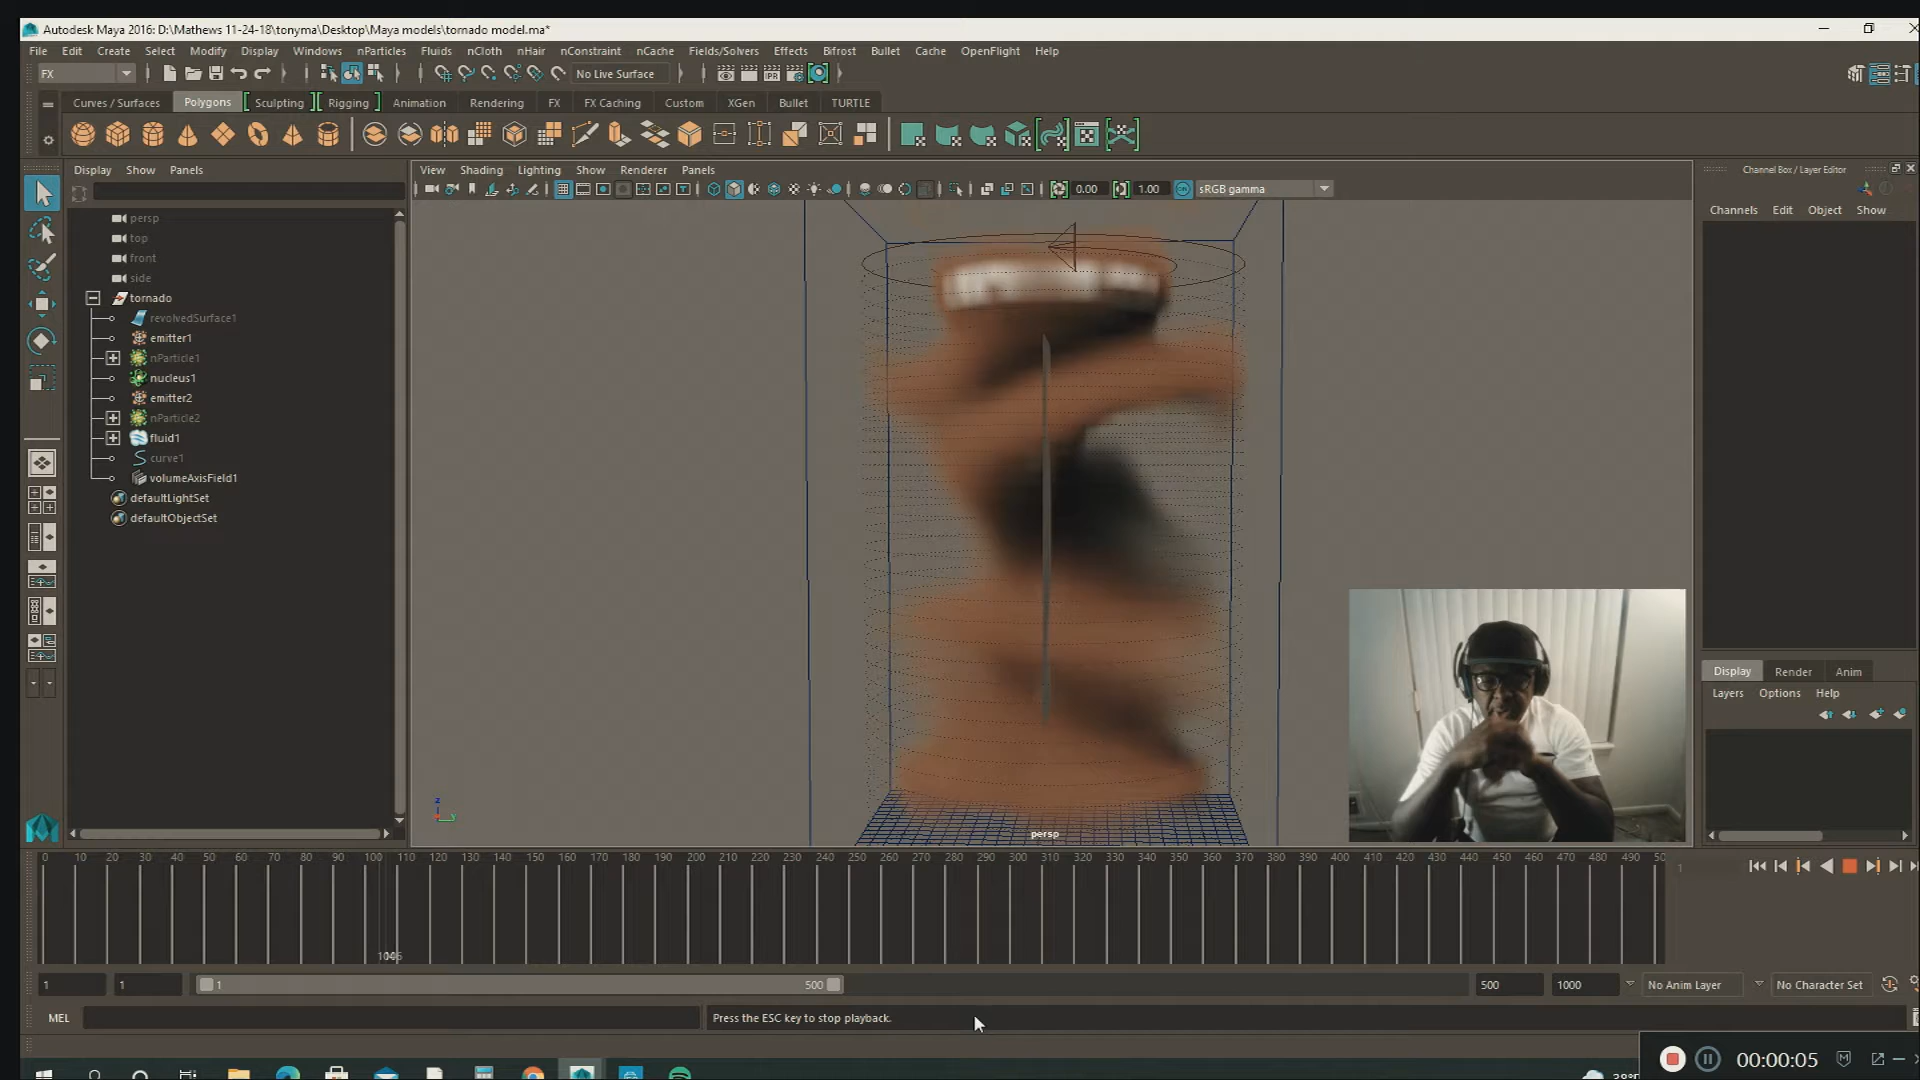 Autodesk Maya 2016: D:\Mathews 11-24-18\tonyma\Desktop\Maya models\tornado model.ma*
File Edit Create Select Modify Display Windows nParticles Fluids nCloth nHair nConstraint nCache Fields/Solvers Effects Bifrost Bullet Cache OpenFlight Help
FX No Live Surface
Curves / Surfaces Polygons Sculpting Rigging Animation Rendering FX FX Caching Custom XGen Bullet TURTLE
Display Show Panels View Shading Lighting Show Renderer Panels Channel Box / Layer Editor
IPR
0.00 1.00 sRGB gamma
Channels Edit Object Show
persp
top
front
side
tornado
revolvedSurface1
emitter1
nParticle1
nucleus1
emitter2
nParticle2
fluid1
curve1
volumeAxisField1
defaultLightSet
defaultObjectSet
z
y
persp
Display Render Anim
Layers Options Help
0 10 20 30 40 50 60 70 80 90 100 110 120 130 140 150 160 170 180 190 200 210 220 230 240 250 260 270 280 290 300 310 320 330 340 350 360 370 380 390 400 410 420 430 440 450 460 470 480 490 50
1
1 1 1 500 500 1000 No Anim Layer No Character Set
MEL Press the ESC key to stop playback.
00:00:05